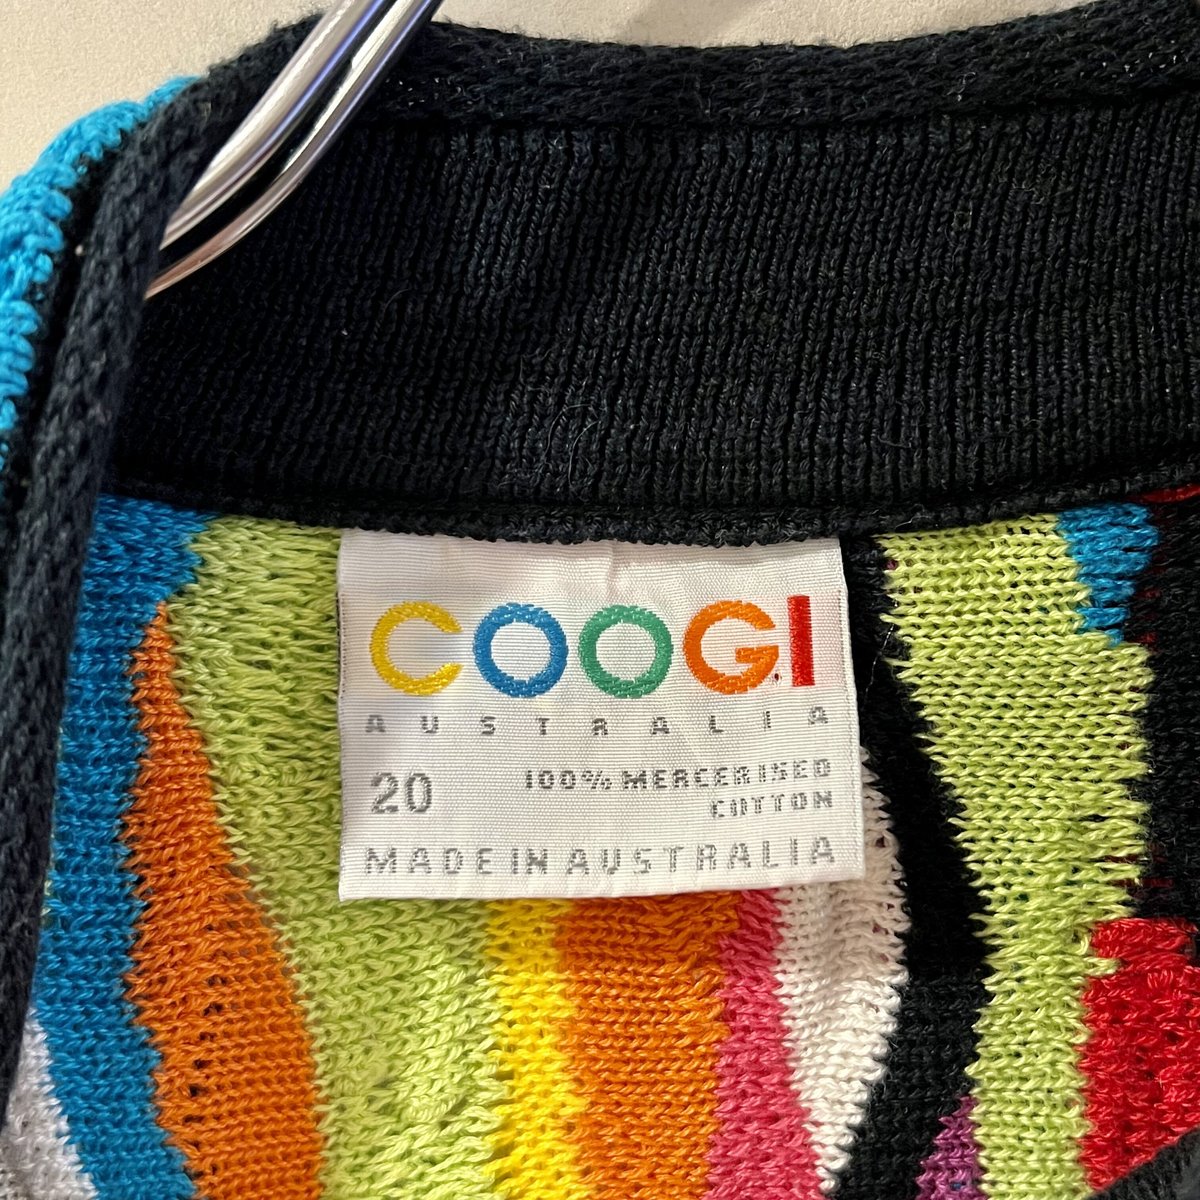 COOGI
AUSTRALIA
20 100% MERCERISED
COTTON
MADE IN AUSTRALIA